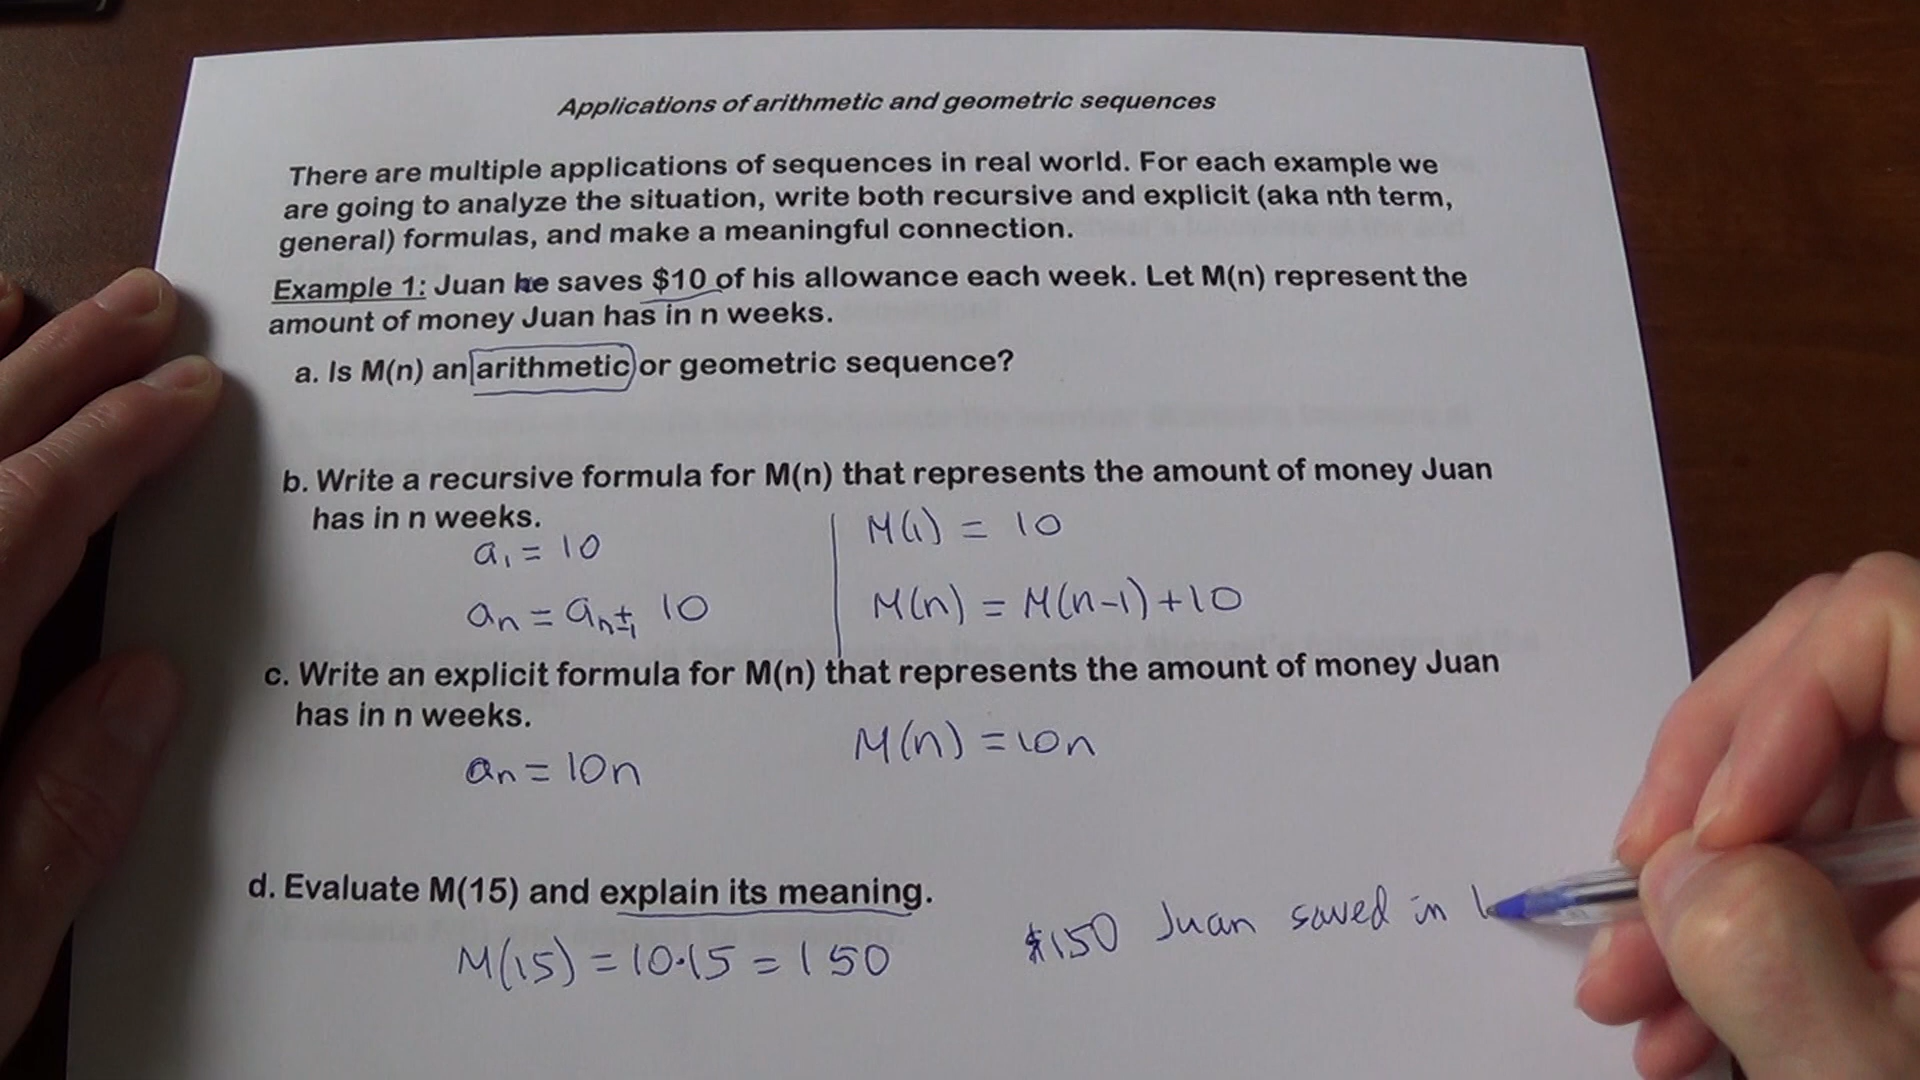 Applications of arithmetic and geometric sequences
There are multiple applications of sequences in real world. For each example we
are going to analyze the situation, write both recursive and explicit (aka nth term,
general) formulas, and make a meaningful connection.
Example 1: Juan he saves $10 of his allowance each week. Let M(n) represent the
amount of money Juan has in n weeks.
a. Is M(n) an arithmetic or geometric sequence?
b. Write a recursive formula for M(n) that represents the amount of money Juan
has in n weeks.
a₁ = 10
aₙ = aₙ₋₁ + 10
M(1) = 10
M(n) = M(n-1) + 10
c. Write an explicit formula for M(n) that represents the amount of money Juan
has in n weeks.
aₙ = 10n
M(n) = 10n
d. Evaluate M(15) and explain its meaning.
M(15) = 10·15 = 150
$150 Juan saved in